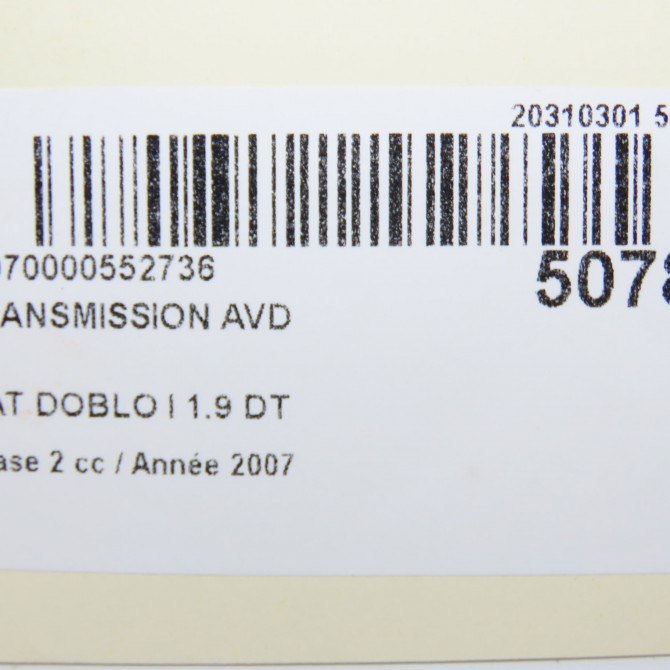 20310301 5
070000552736
5078
ANSMISSION AVD
AT DOBLO I 1.9 DT
ase 2 cc / Année 2007